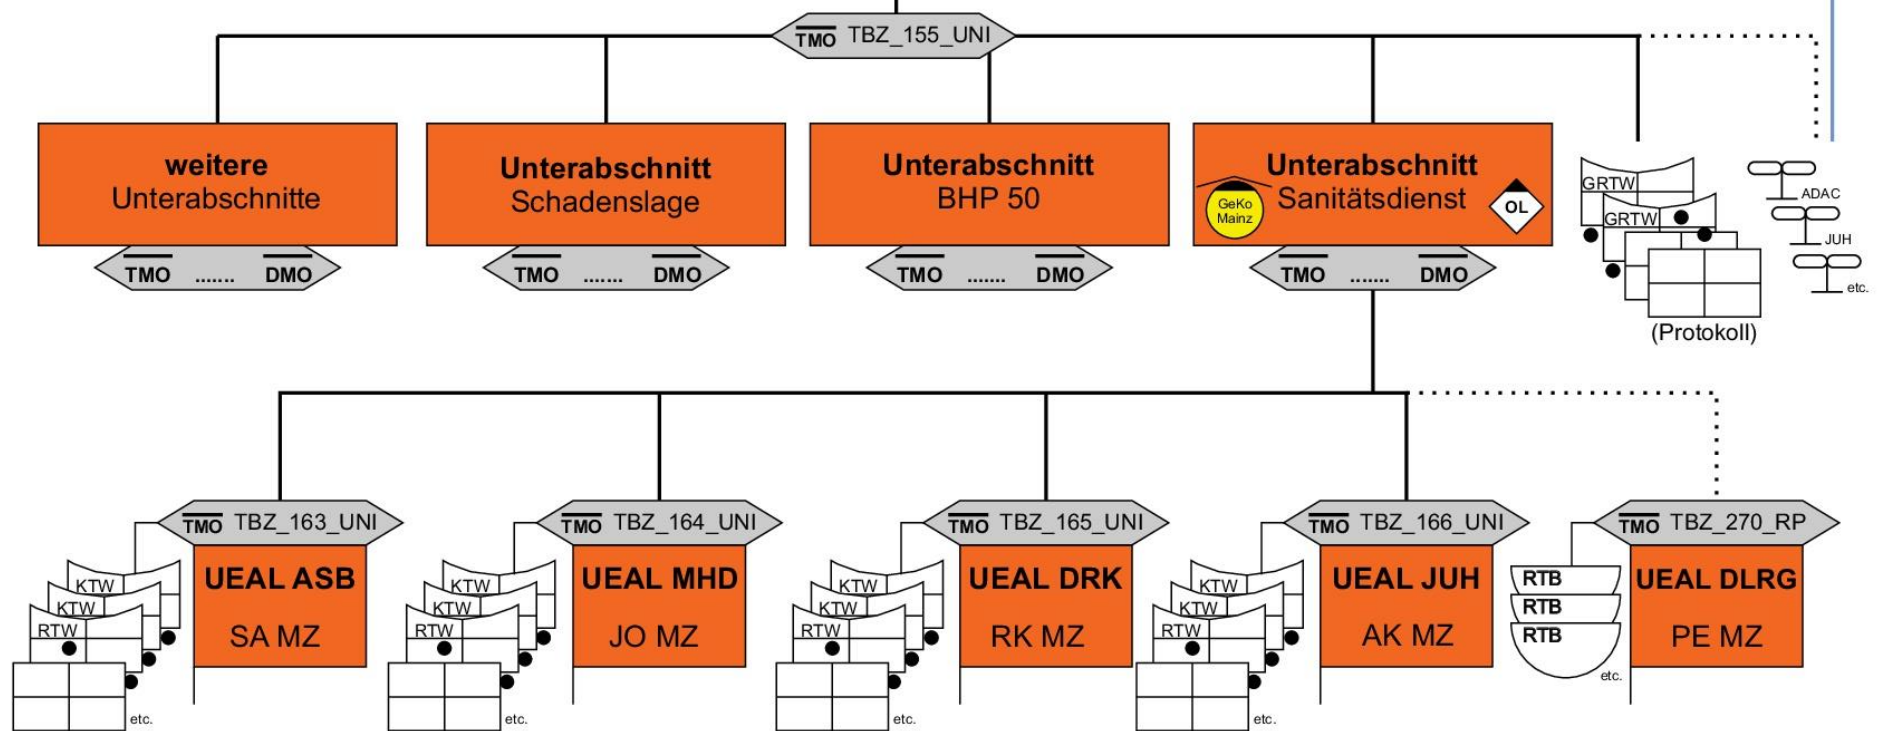 TMO TBZ_155_UNI
weitere
Unterabschnitte
TMO ....... DMO
Unterabschnitt
Schadenslage
TMO ....... DMO
Unterabschnitt
BHP 50
TMO ....... DMO
Unterabschnitt
Sanitätsdienst
GeKo
Mainz
OL
TMO ....... DMO
GRTW
GRTW
(Protokoll)
ADAC
JUH
etc.
TMO TBZ_163_UNI
UEAL ASB
SA MZ
KTW
KTW
RTW
etc.
TMO TBZ_164_UNI
UEAL MHD
JO MZ
KTW
KTW
RTW
etc.
TMO TBZ_165_UNI
UEAL DRK
RK MZ
KTW
KTW
RTW
etc.
TMO TBZ_166_UNI
UEAL JUH
AK MZ
KTW
KTW
RTW
etc.
TMO TBZ_270_RP
UEAL DLRG
PE MZ
RTB
RTB
RTB
etc.